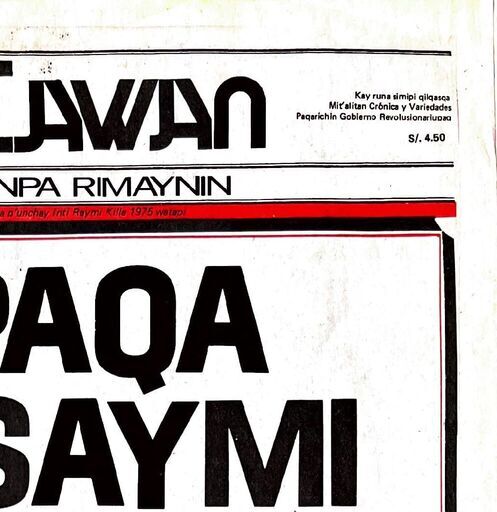 CAWAN
Kay runa simipi qilqasqa
Mit'alitan Crónica y Variedades
Paqarichin Gobierno Revolusionariupaq
S/. 4.50
NPA RIMAYNIN
a p'unchay Inti Raymi Killa 1975 watapi
PAQA
SAYMI